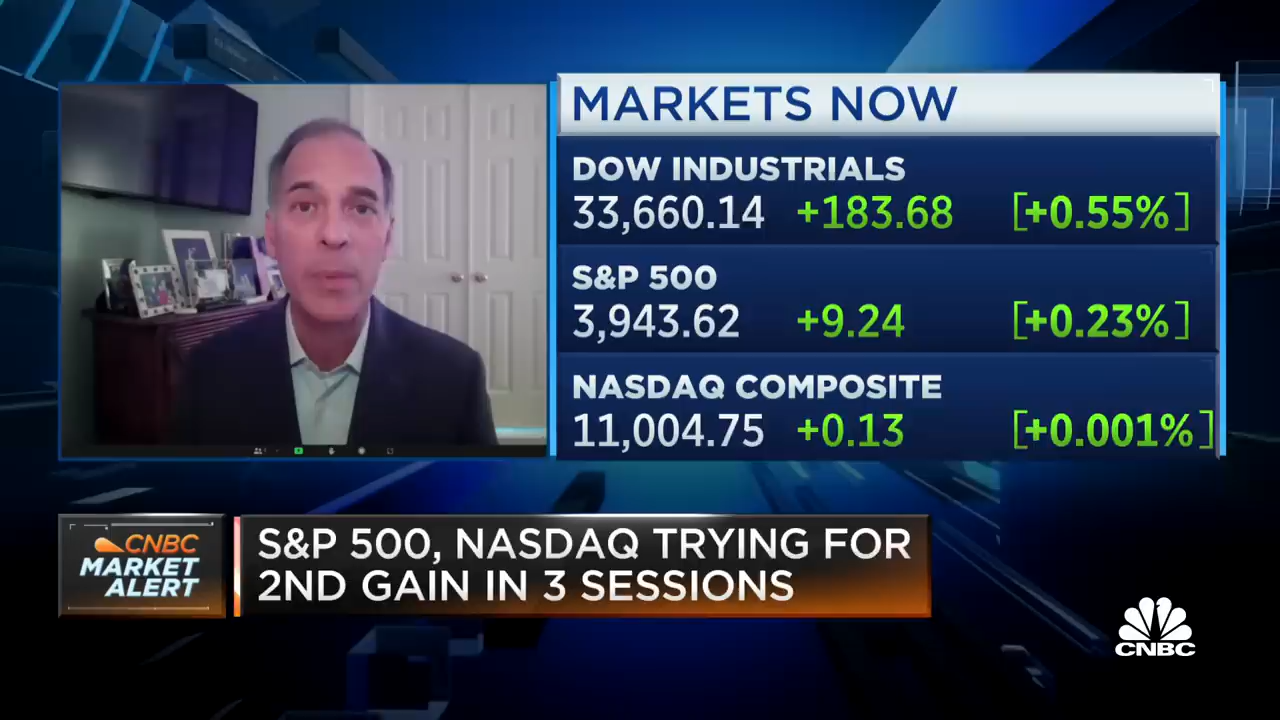 MARKETS NOW
DOW INDUSTRIALS
33,660.14 +183.68 [+0.55%]
S&P 500
3,943.62 +9.24 [+0.23%]
NASDAQ COMPOSITE
11,004.75 +0.13 [+0.001%]
CNBC
MARKET
ALERT
S&P 500, NASDAQ TRYING FOR
2ND GAIN IN 3 SESSIONS
CNBC